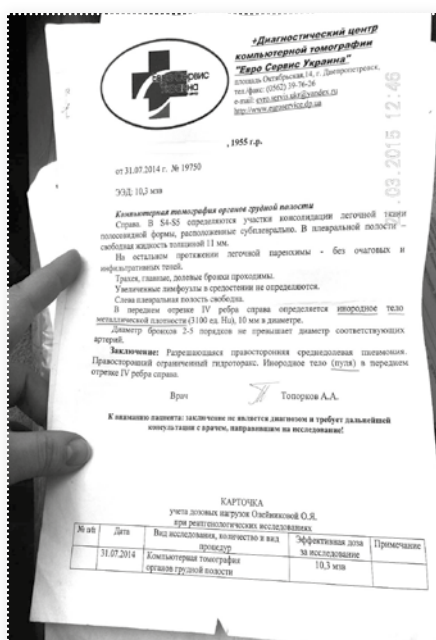 +Диагностический центр
компьютерной томографии
"Евро Сервис Украина"
площадь Октябрьская,14, г. Днепропетровск,
тел./факс: (0562) 39-76-26
e-mail: evro.servis.ukr@yandex.ru
http://www.euroservice.dp.ua
.03.2015 12:46
, 1955 г.р.
от 31.07.2014 г. № 19750
ЭЭД: 10,3 мзв
Компьютерная томография органов грудной полости
Справа. В S4-S5 определяются участки консолидации легочной ткани
полосовидной формы, расположенные субплеврально. В плевральной полости –
свободная жидкость толщиной 11 мм.
На остальном протяжении легочной паренхимы - без очаговых и
инфильтративных теней.
Трахея, главные, долевые бронхи проходимы.
Увеличенные лимфоузлы в средостении не определяются.
Слева плевральная полость свободна.
В переднем отрезке IV ребра справа определяется инородное тело
металлической плотности (3100 ед. Hu), 10 мм в диаметре.
Диаметр бронхов 2-5 порядков не превышает диаметр соответствующих
артерий.
Заключение: Разрешающаяся правосторонняя среднедолевая пневмония.
Правосторонний ограниченный гидроторакс. Инородное тело (пуля) в переднем
отрезке IV ребра справа.
Врач Топорков А.А.
К вниманию пациента: заключение не является диагнозом и требует дальнейшей
консультации с врачем, направившим на исследование!
КАРТОЧКА
учета дозовых нагрузок Олейниковой О.Я.
при рентгенологических исследованиях
№ п/п Дата Вид исследования, количество и вид процедур Эффективная доза за исследование Примечание
31.07.2014 Компьютерная томография органов грудной полости 10,3 мзв